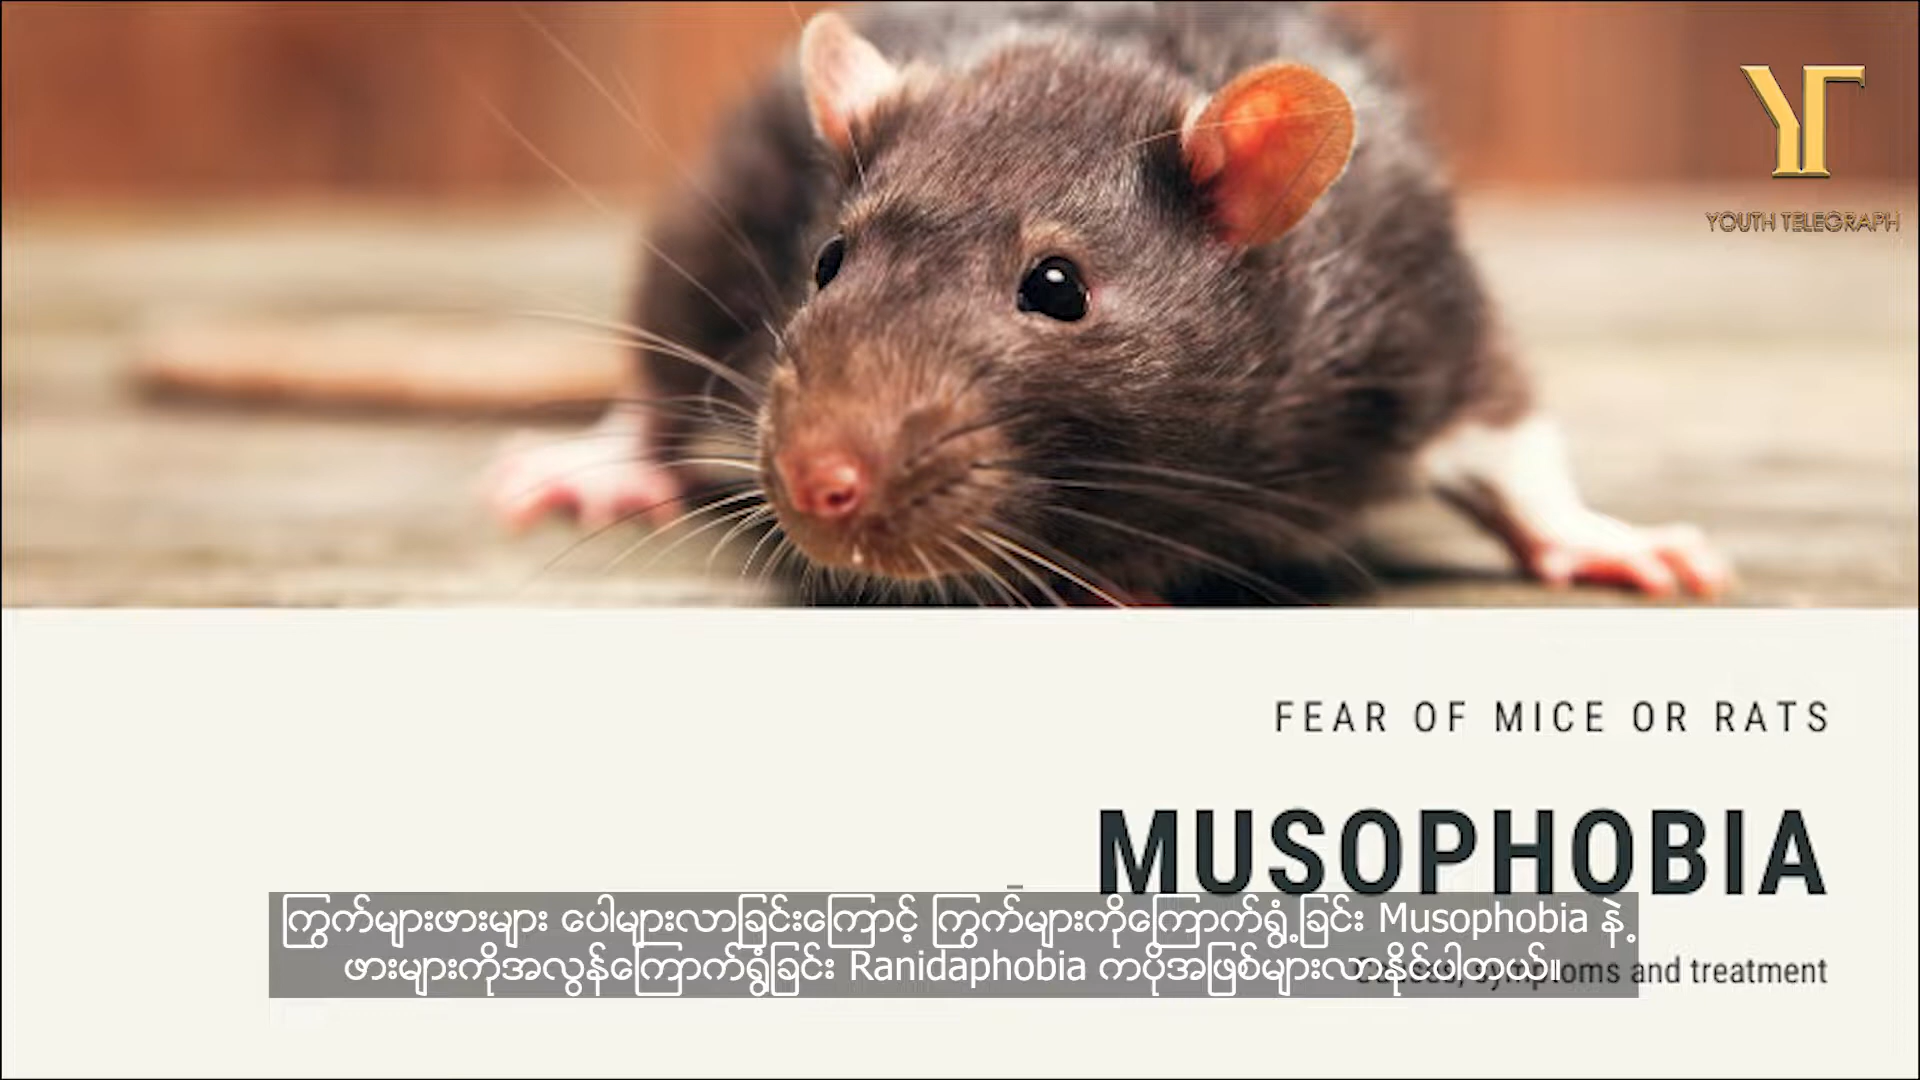 YT
YOUTH TELEGRAPH
FEAR OF MICE OR RATS
MUSOPHOBIA
ကြွက်များဖားများ ပေါများလာခြင်းကြောင့် ကြွက်များကိုကြောက်ရွံ့ခြင်း Musophobia နဲ့
ဖားများကိုအလွန်ကြောက်ရွံခြင်း Ranidaphobia ကပိုအဖြစ်များလာနိုင်ပါတယ်။
Causes, symptoms and treatment